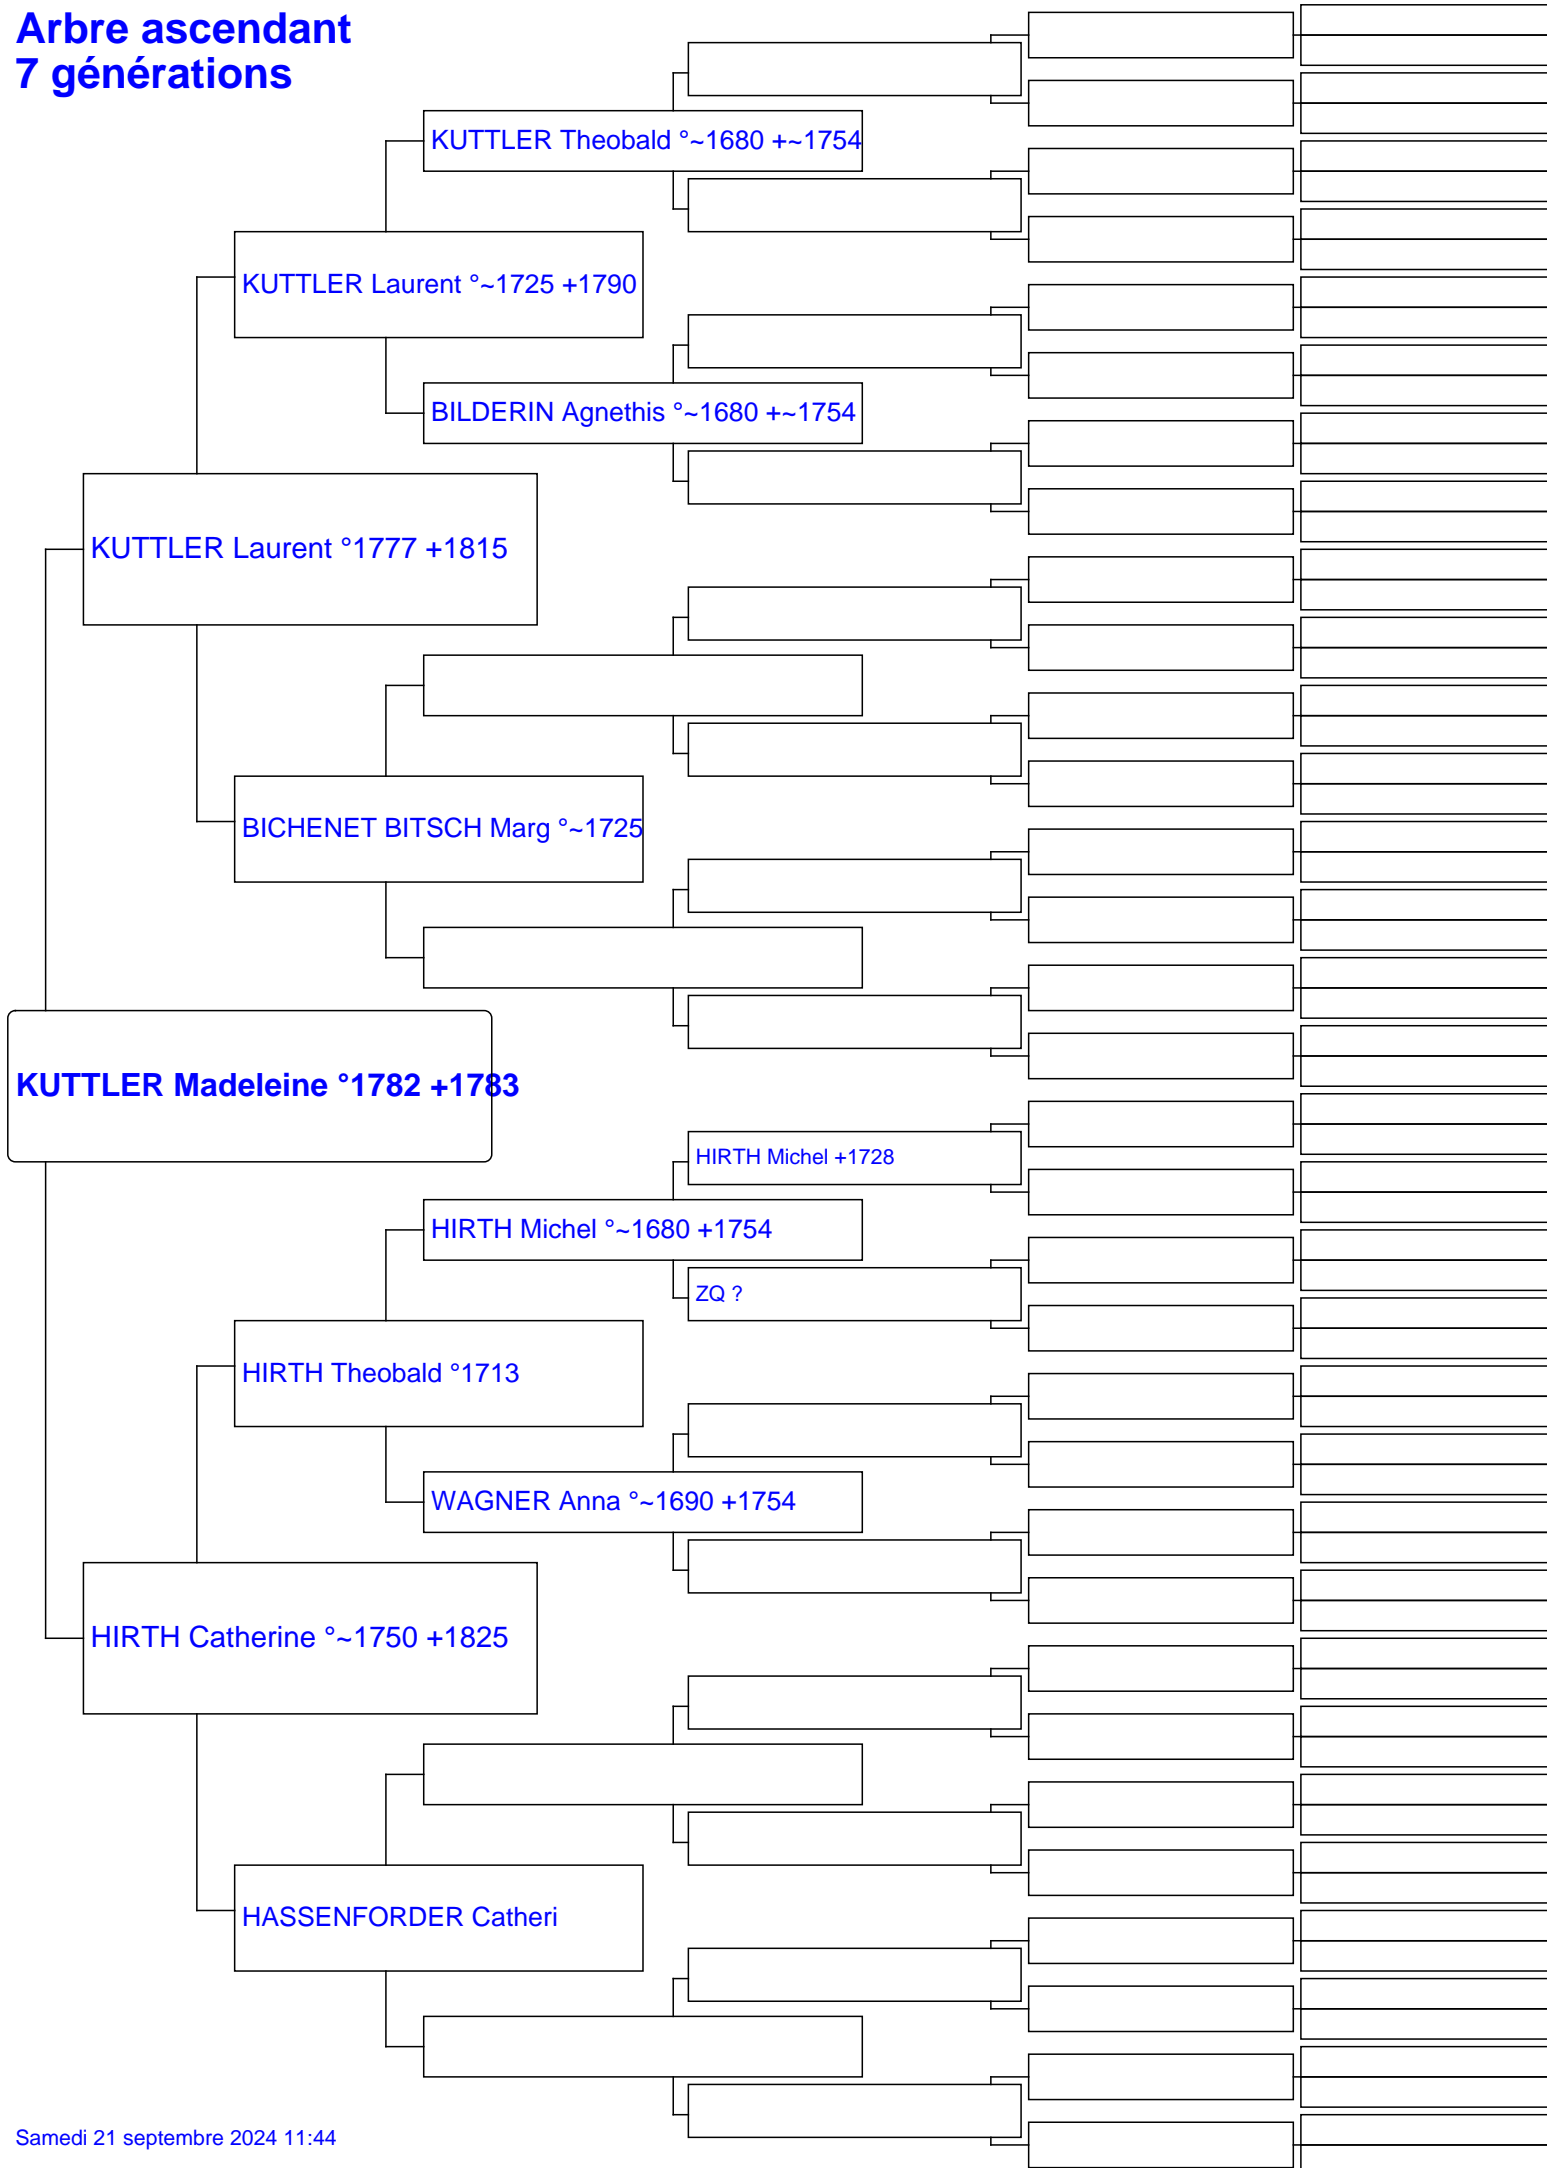 Arbre ascendant
7 générations
KUTTLER Theobald °~1680 +~1754
KUTTLER Laurent °~1725 +1790
BILDERIN Agnethis °~1680 +~1754
KUTTLER Laurent °1777 +1815
BICHENET BITSCH Marg °~1725
KUTTLER Madeleine °1782 +1783
HIRTH Michel +1728
HIRTH Michel °~1680 +1754
ZQ ?
HIRTH Theobald °1713
WAGNER Anna °~1690 +1754
HIRTH Catherine °~1750 +1825
HASSENFORDER Catheri
Samedi 21 septembre 2024 11:44